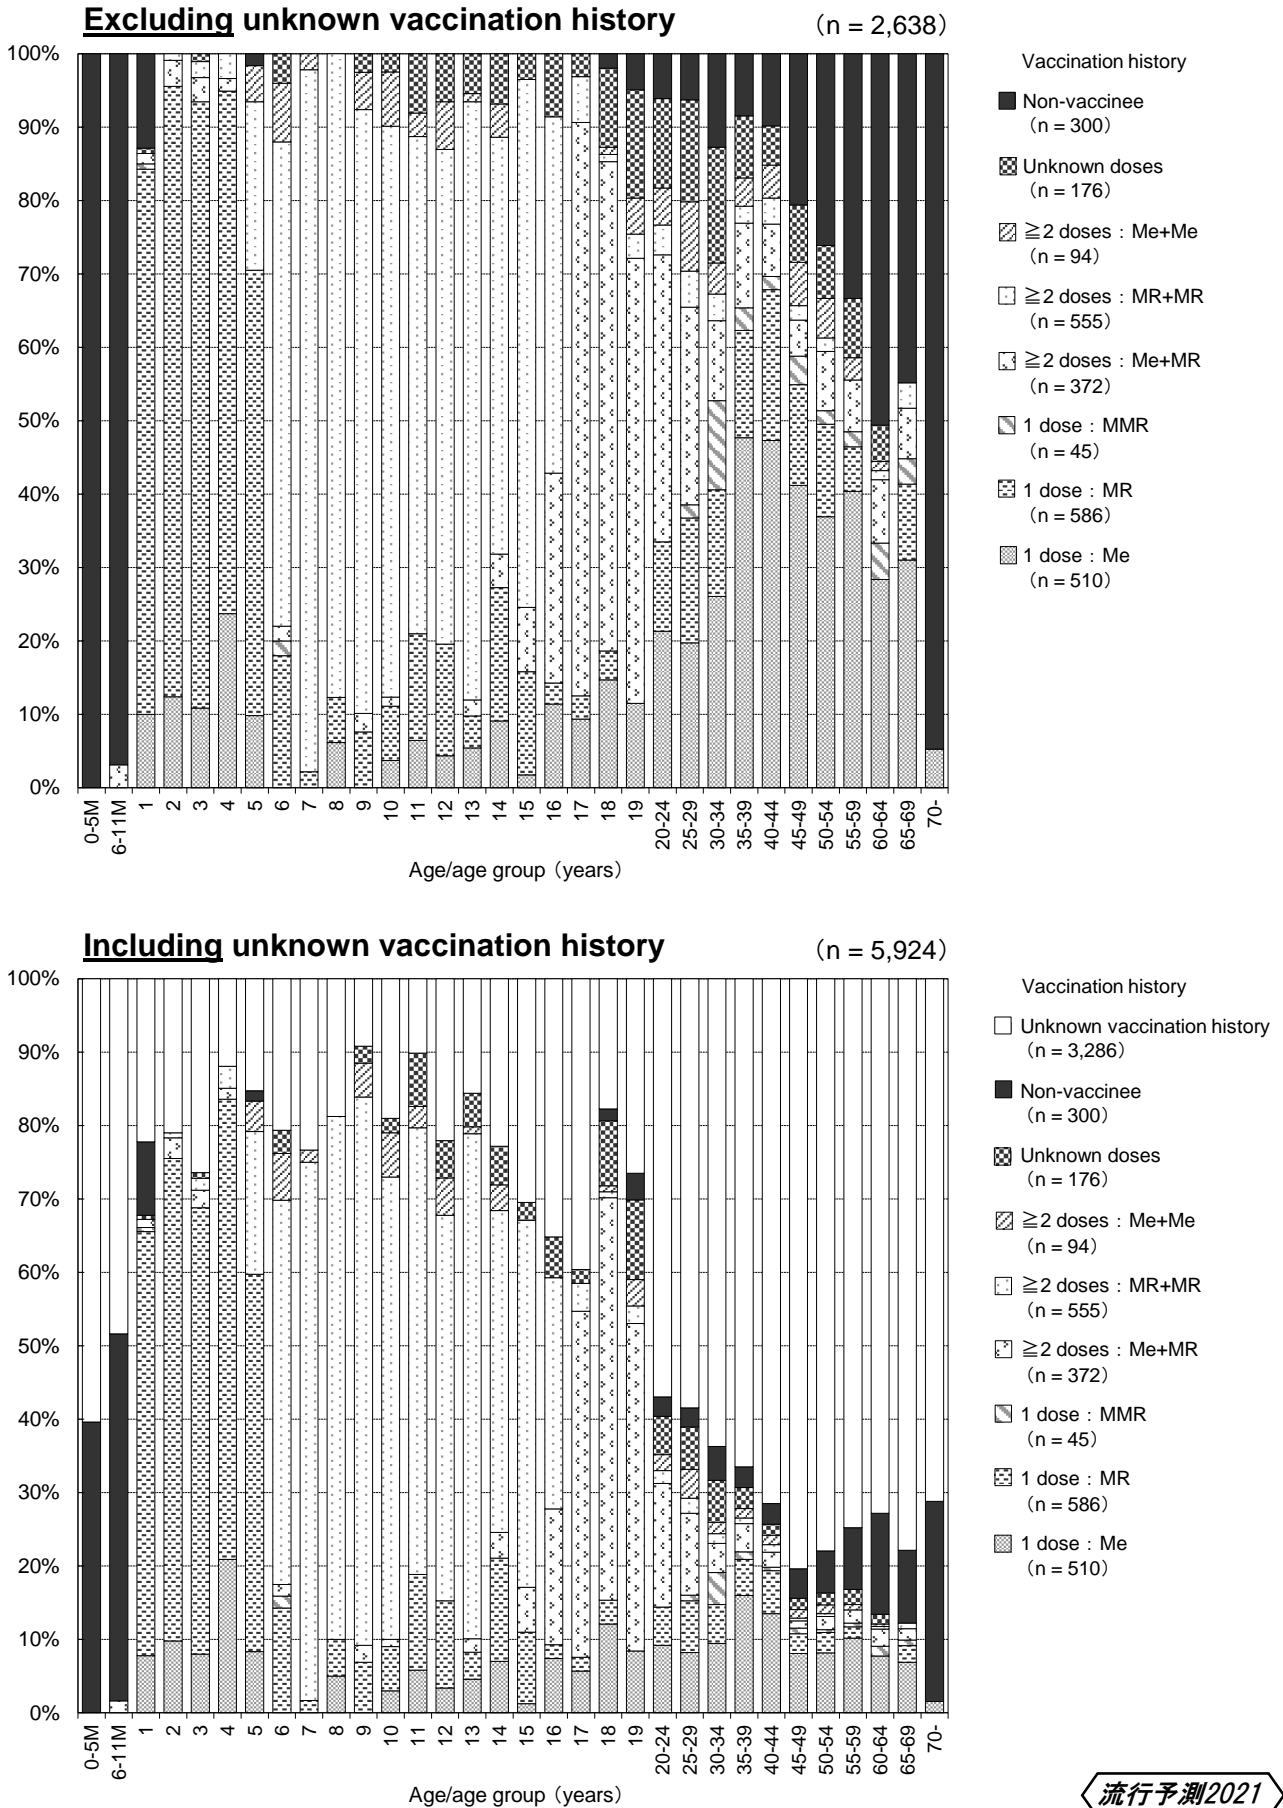 Excluding unknown vaccination history
（n = 2,638）
100%
90%
80%
70%
60%
50%
40%
30%
20%
10%
0%
0-5M
6-11M
1
2
3
4
5
6
7
8
9
10
11
12
13
14
15
16
17
18
19
20-24
25-29
30-34
35-39
40-44
45-49
50-54
55-59
60-64
65-69
70-
Age/age group（years）
Vaccination history
Non-vaccinee
（n = 300）
Unknown doses
（n = 176）
≧2 doses：Me+Me
（n = 94）
≧2 doses：MR+MR
（n = 555）
≧2 doses：Me+MR
（n = 372）
1 dose：MMR
（n = 45）
1 dose：MR
（n = 586）
1 dose：Me
（n = 510）
Including unknown vaccination history
（n = 5,924）
100%
90%
80%
70%
60%
50%
40%
30%
20%
10%
0%
0-5M
6-11M
1
2
3
4
5
6
7
8
9
10
11
12
13
14
15
16
17
18
19
20-24
25-29
30-34
35-39
40-44
45-49
50-54
55-59
60-64
65-69
70-
Age/age group（years）
Vaccination history
Unknown vaccination history
（n = 3,286）
Non-vaccinee
（n = 300）
Unknown doses
（n = 176）
≧2 doses：Me+Me
（n = 94）
≧2 doses：MR+MR
（n = 555）
≧2 doses：Me+MR
（n = 372）
1 dose：MMR
（n = 45）
1 dose：MR
（n = 586）
1 dose：Me
（n = 510）
流行予測2021